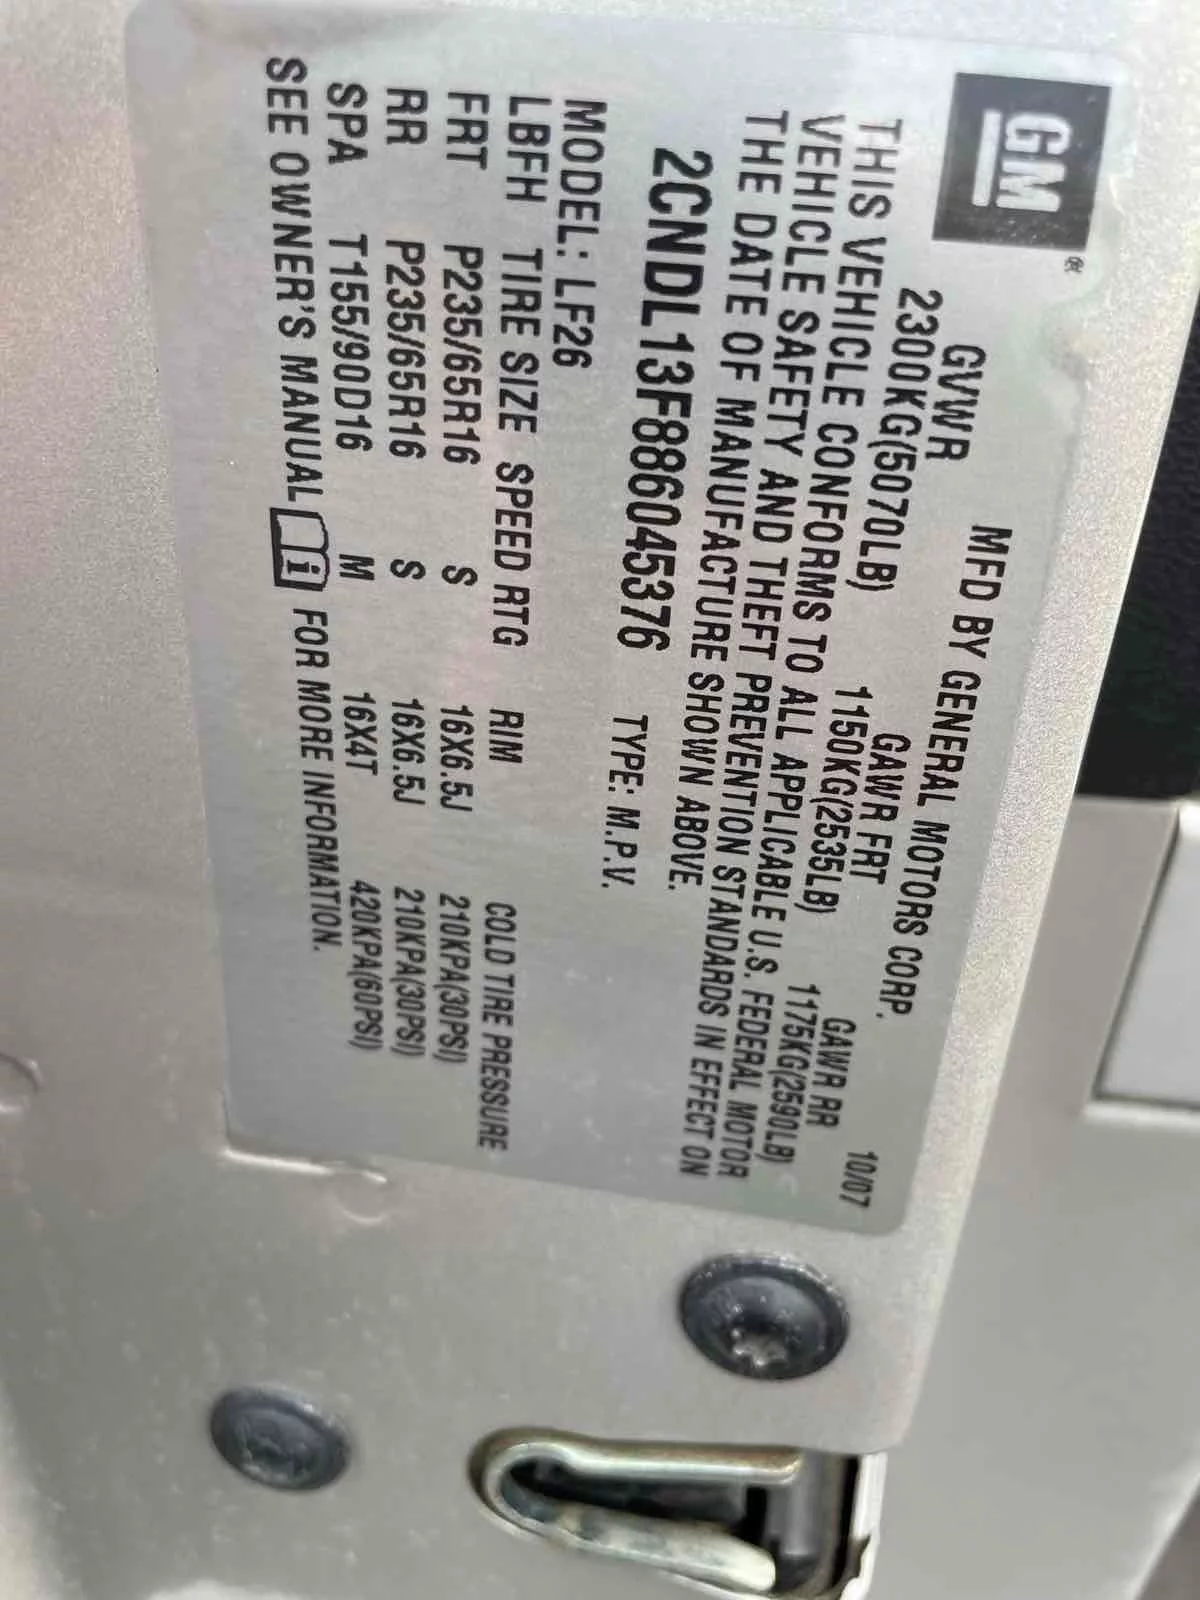 GM®
MFD BY GENERAL MOTORS CORP. 10/07
GVWR GAWR FRT GAWR RR
2300KG(5070LB) 1150KG(2535LB) 1175KG(2590LB)
THIS VEHICLE CONFORMS TO ALL APPLICABLE U.S. FEDERAL MOTOR
VEHICLE SAFETY AND THEFT PREVENTION STANDARDS IN EFFECT ON
THE DATE OF MANUFACTURE SHOWN ABOVE.
2CNDL13F886045376 TYPE: M.P.V.
MODEL: LF26
LBFH TIRE SIZE SPEED RTG RIM COLD TIRE PRESSURE
FRT P235/65R16 S 16X6.5J 210KPA(30PSI)
RR P235/65R16 S 16X6.5J 210KPA(30PSI)
SPA T155/90D16 M 16X4T 420KPA(60PSI)
SEE OWNER'S MANUAL i FOR MORE INFORMATION.